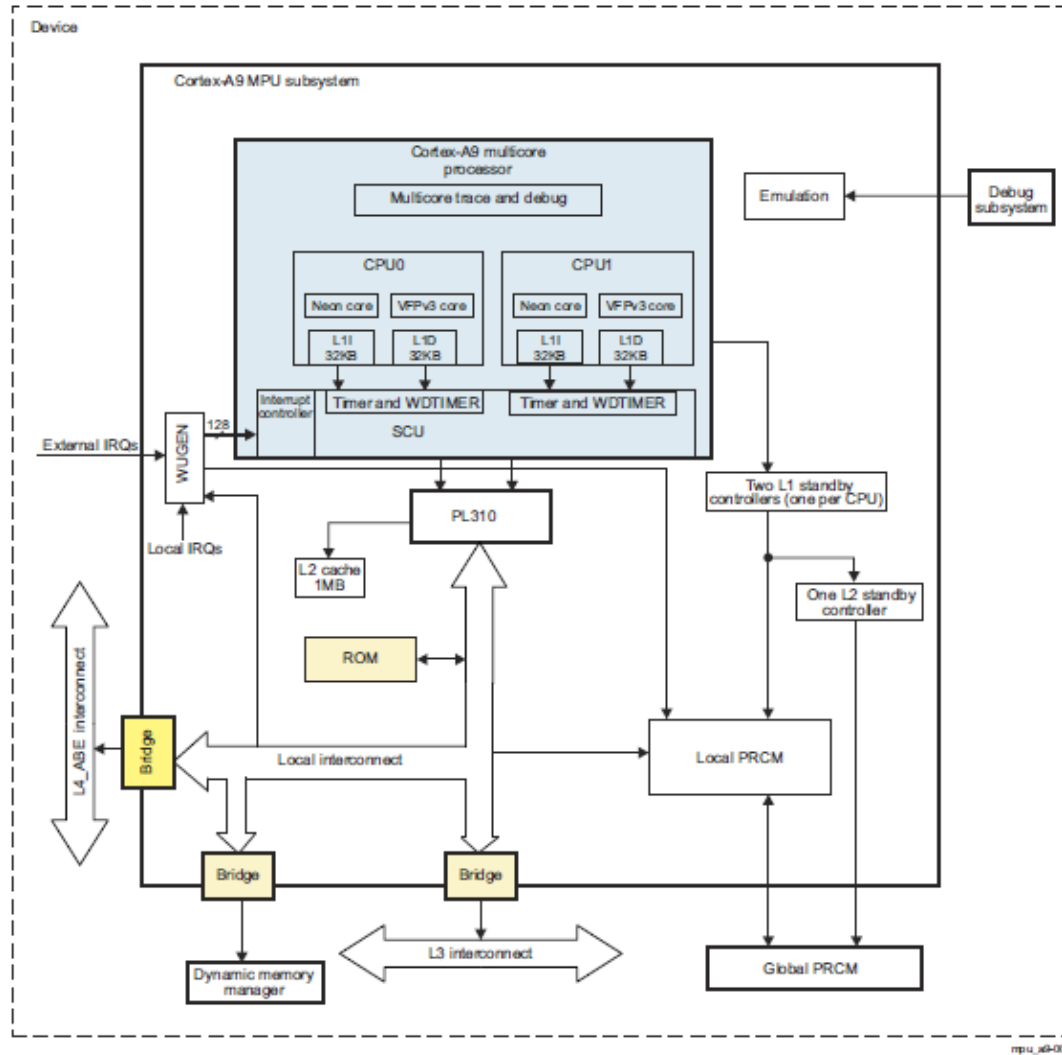 Device
Cortex-A9 MPU subsystem
Cortex-A9 multicore
processor
Multicore trace and debug
Emulation
Debug
subsystem
CPU0
CPU1
Neon core
VFPv3 core
Neon core
VFPv3 core
L1I
32KB
L1D
32KB
L1I
32KB
L1D
32KB
Interrupt
controller
Timer and WDTIMER
Timer and WDTIMER
SCU
128
External IRQs
WUGEN
Local IRQs
Two L1 standby
controllers (one per CPU)
PL310
L2 cache
1MB
One L2 standby
controller
ROM
L4_ABE interconnect
Bridge
Local interconnect
Local PRCM
Bridge
Bridge
L3 interconnect
Dynamic memory
manager
Global PRCM